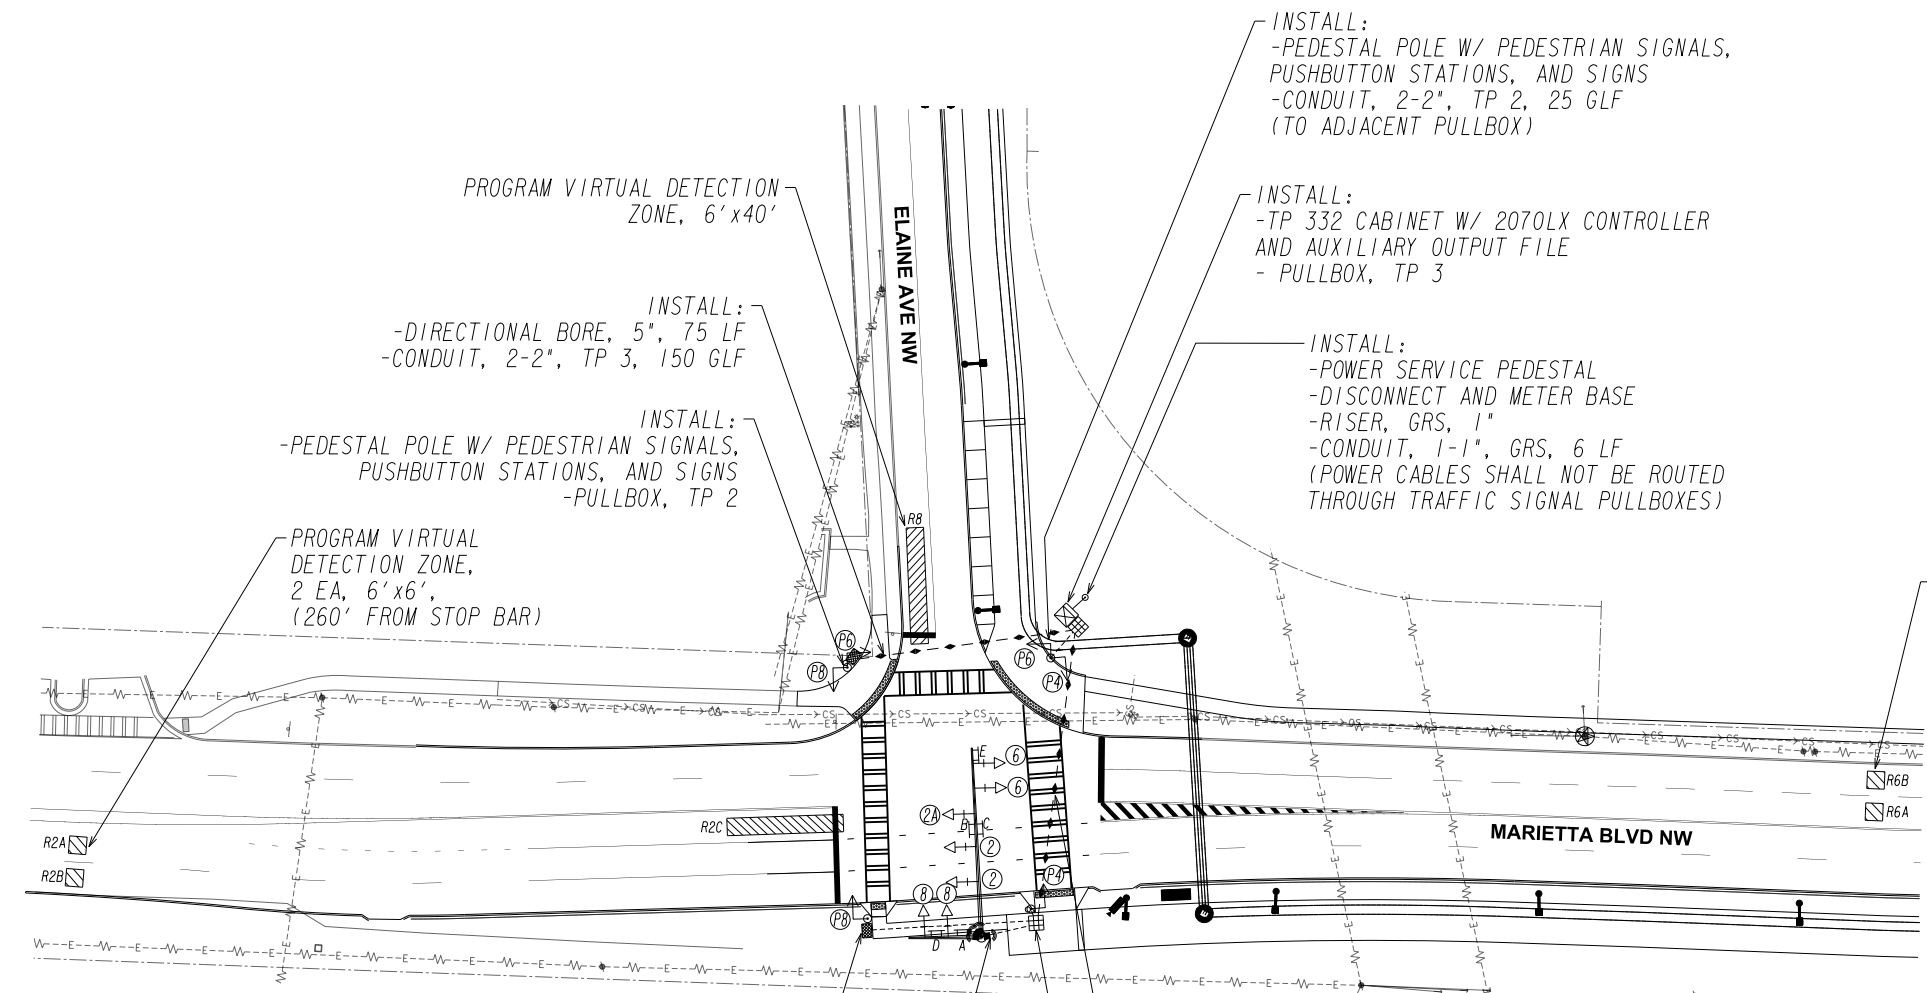 INSTALL:
-PEDESTAL POLE W/ PEDESTRIAN SIGNALS,
PUSHBUTTON STATIONS, AND SIGNS
-CONDUIT, 2-2", TP 2, 25 GLF
(TO ADJACENT PULLBOX)
PROGRAM VIRTUAL DETECTION
ZONE, 6'x40'
INSTALL:
-TP 332 CABINET W/ 2070LX CONTROLLER
AND AUXILIARY OUTPUT FILE
- PULLBOX, TP 3
ELAINE AVE NW
INSTALL:
-DIRECTIONAL BORE, 5", 75 LF
-CONDUIT, 2-2", TP 3, 150 GLF
INSTALL:
-POWER SERVICE PEDESTAL
-DISCONNECT AND METER BASE
-RISER, GRS, 1"
-CONDUIT, 1-1", GRS, 6 LF
(POWER CABLES SHALL NOT BE ROUTED
THROUGH TRAFFIC SIGNAL PULLBOXES)
INSTALL:
-PEDESTAL POLE W/ PEDESTRIAN SIGNALS,
PUSHBUTTON STATIONS, AND SIGNS
-PULLBOX, TP 2
PROGRAM VIRTUAL
DETECTION ZONE,
2 EA, 6'x6',
(260' FROM STOP BAR)
R8
P6
P8
P6
P4
E
6
6
2A
B
C
2
2
R2C
R2A
R2B
R6B
R6A
MARIETTA BLVD NW
P4
8
8
P8
D
A